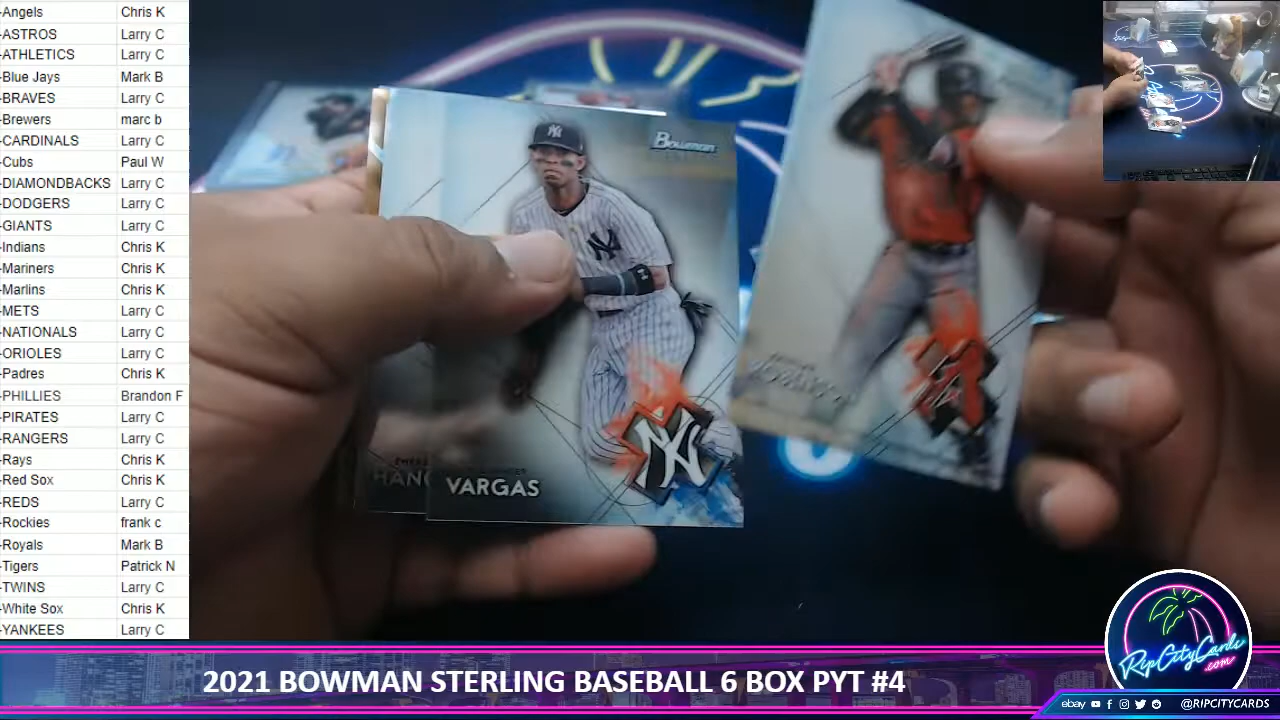 -Angels Chris K
-ASTROS Larry C
-ATHLETICS Larry C
-Blue Jays Mark B
-BRAVES Larry C
-Brewers marc b
-CARDINALS Larry C
-Cubs Paul W
-DIAMONDBACKS Larry C
-DODGERS Larry C
-GIANTS Larry C
-Indians Chris K
-Mariners Chris K
-Marlins Chris K
-METS Larry C
-NATIONALS Larry C
-ORIOLES Larry C
-Padres Chris K
-PHILLIES Brandon F
-PIRATES Larry C
-RANGERS Larry C
-Rays Chris K
-Red Sox Chris K
-REDS Larry C
-Rockies frank c
-Royals Mark B
-Tigers Patrick N
-TWINS Larry C
-White Sox Chris K
-YANKEES Larry C
Bowman
NY
VARGAS
NY
2021 BOWMAN STERLING BASEBALL 6 BOX PYT #4
RipCityCards
.com
ebay @RIPCITYCARDS